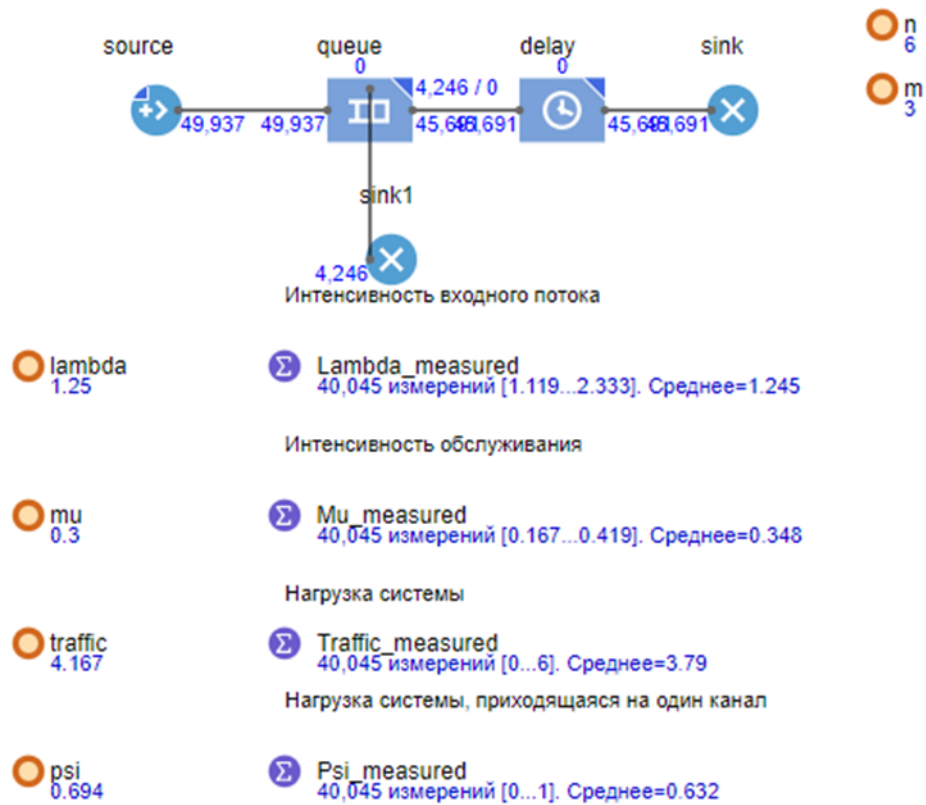 source queue delay sink
n
6
0 0
4,246 / 0
m
3
49,937 49,937 45,691 45,691 45,691 45,691
sink1
4,246
Интенсивность входного потока
lambda Lambda_measured
1.25 40,045 измерений [1.119...2.333]. Среднее=1.245
Интенсивность обслуживания
mu Mu_measured
0.3 40,045 измерений [0.167...0.419]. Среднее=0.348
Нагрузка системы
traffic Traffic_measured
4.167 40,045 измерений [0...6]. Среднее=3.79
Нагрузка системы, приходящаяся на один канал
psi Psi_measured
0.694 40,045 измерений [0...1]. Среднее=0.632